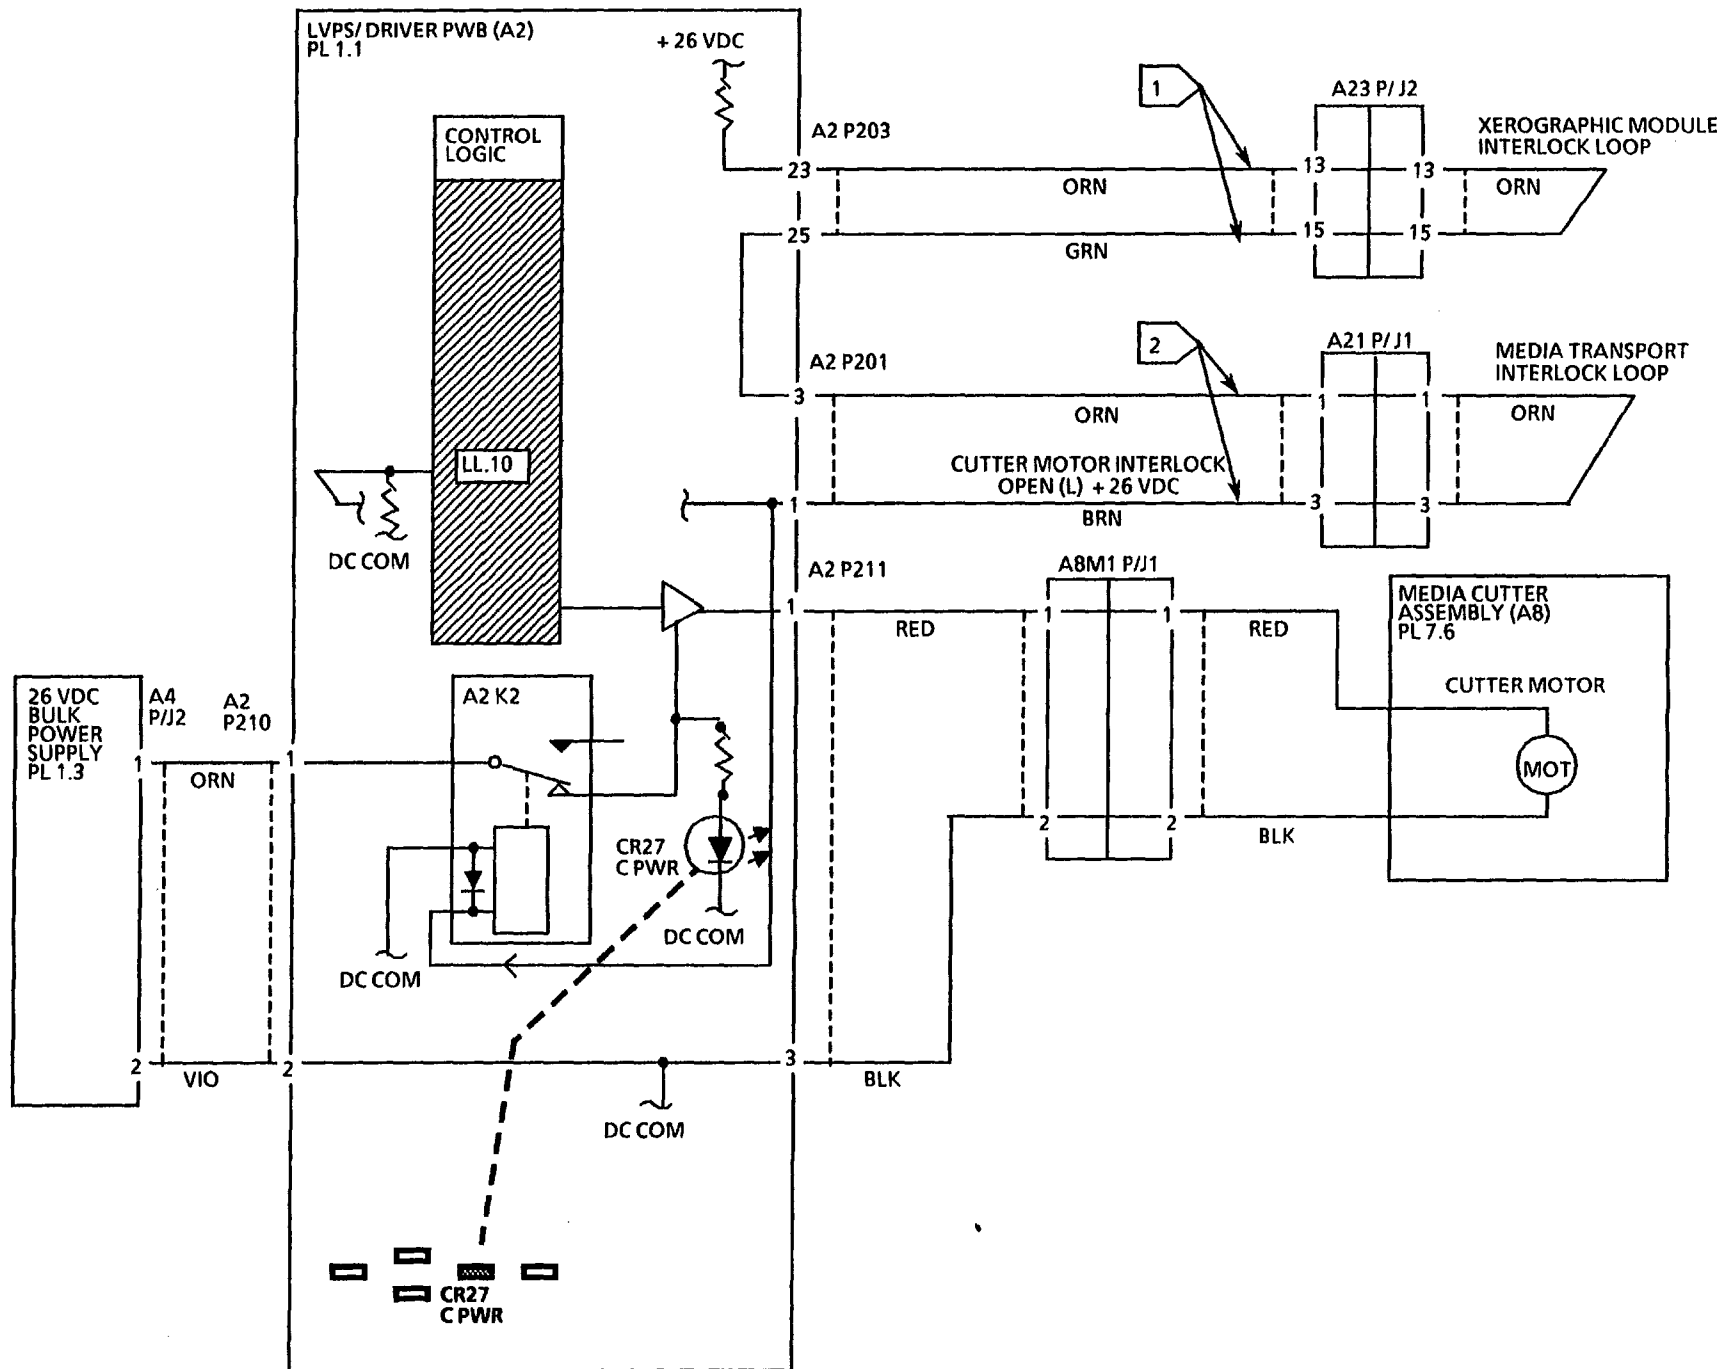 LVPS/ DRIVER PWB (A2)
PL 1.1
+ 26 VDC
CONTROL
LOGIC
LL.10
DC COM
A2 P203
23
25
ORN
GRN
1
A23 P/ J2
13
13
15
15
ORN
XEROGRAPHIC MODULE
INTERLOCK LOOP
A2 P201
3
1
ORN
CUTTER MOTOR INTERLOCK
OPEN (L) + 26 VDC
BRN
2
A21 P/ J1
1
1
3
3
ORN
MEDIA TRANSPORT
INTERLOCK LOOP
A2 P211
1
RED
A8M1 P/J1
1
1
2
2
RED
BLK
MEDIA CUTTER
ASSEMBLY (A8)
PL 7.6
CUTTER MOTOR
MOT
26 VDC
BULK
POWER
SUPPLY
PL 1.3
A4
P/J2
A2
P210
1
1
ORN
2
2
VIO
A2 K2
CR27
C PWR
DC COM
DC COM
DC COM
3
BLK
CR27
C PWR